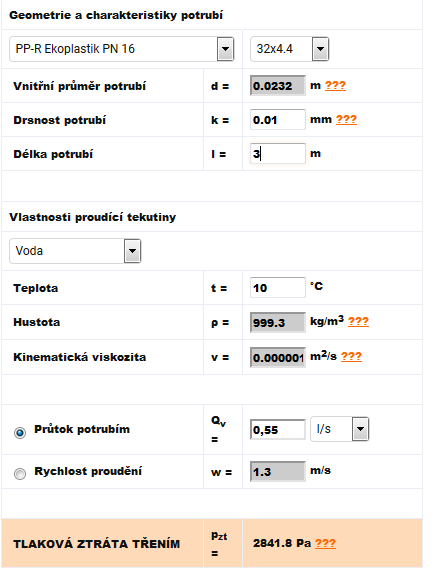 Geometrie a charakteristiky potrubí
PP-R Ekoplastik PN 16 32x4.4
Vnitřní průměr potrubí d = 0.0232 m ???
Drsnost potrubí k = 0.01 mm ???
Délka potrubí l = 3 m
Vlastnosti proudící tekutiny
Voda
Teplota t = 10 °C
Hustota ρ = 999.3 kg/m3 ???
Kinematická viskozita ν = 0.000001 m2/s ???
Průtok potrubím Qv = 0,55 l/s
Rychlost proudění w = 1.3 m/s
TLAKOVÁ ZTRÁTA TŘENÍM pzt = 2841.8 Pa ???